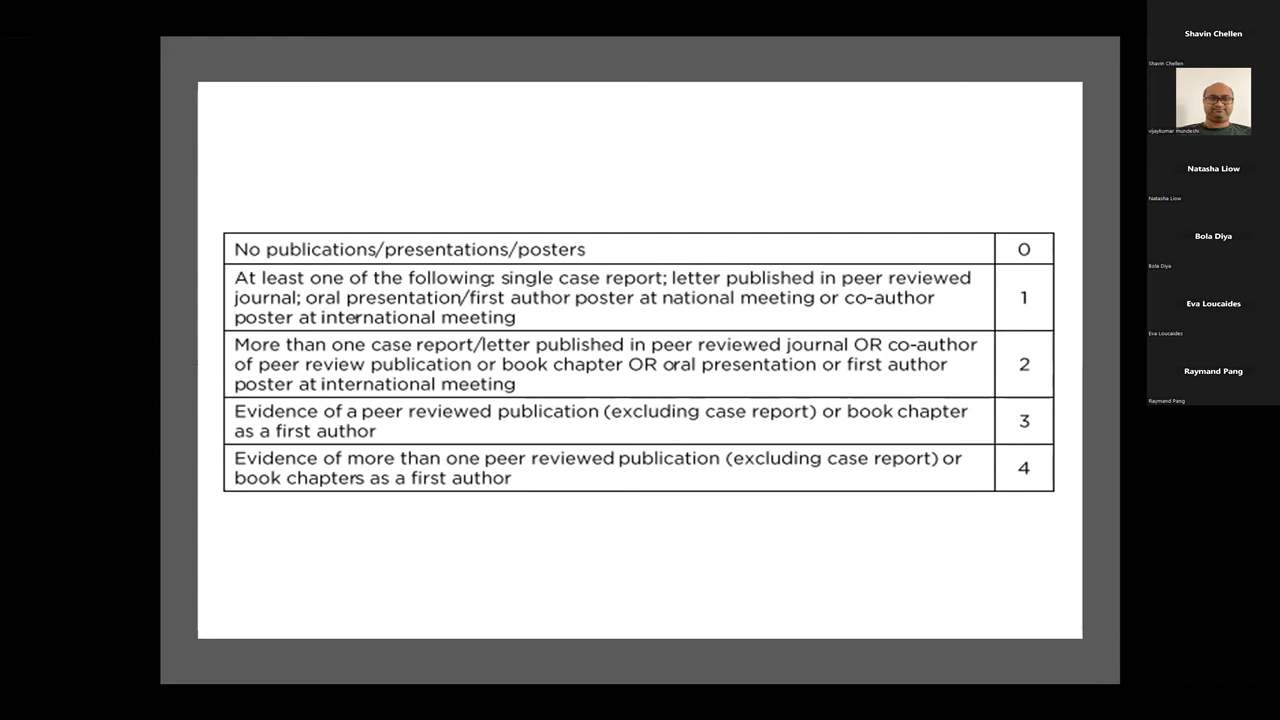 No publications/presentations/posters
0
At least one of the following: single case report; letter published in peer reviewed
journal; oral presentation/first author poster at national meeting or co-author
poster at international meeting
1
More than one case report/letter published in peer reviewed journal OR co-author
of peer review publication or book chapter OR oral presentation or first author
poster at international meeting
2
Evidence of a peer reviewed publication (excluding case report) or book chapter
as a first author
3
Evidence of more than one peer reviewed publication (excluding case report) or
book chapters as a first author
4
Shavin Chellen
Shavin Chellen
vijaykumar mundeshi
Natasha Liow
Natasha Liow
Bola Diya
Bola Diya
Eva Loucaides
Eva Loucaides
Raymand Pang
Raymand Pang